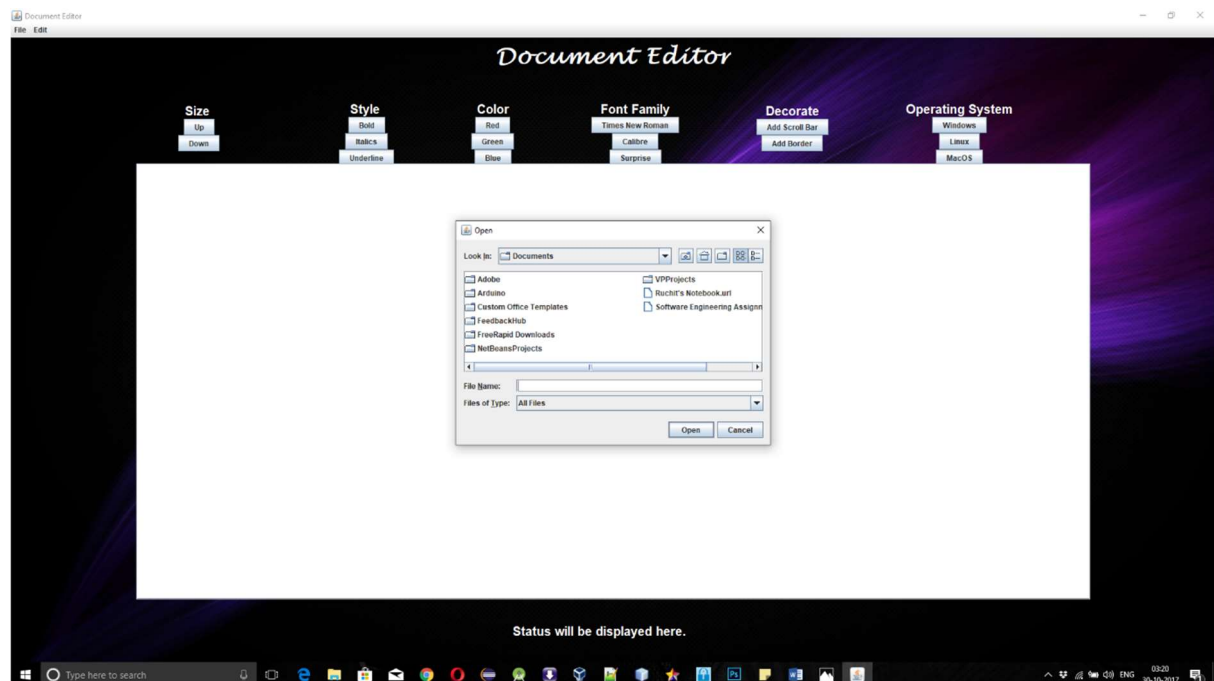 Document Editor
File Edit
Document Editor
Size Style Color Font Family Decorate Operating System
Up Bold Red Times New Roman Add Scroll Bar Windows
Down Italics Green Calibre Add Border Linux
Underline Blue Surprise MacOS
Open
Look In: Documents
Adobe VPProjects
Arduino Ruchit's Notebook.url
Custom Office Templates Software Engineering Assignn
FeedbackHub
FreeRapid Downloads
NetBeansProjects
File Name:
Files of Type: All Files
Open Cancel
Status will be displayed here.
Type here to search
ENG 03:20
30-10-2017